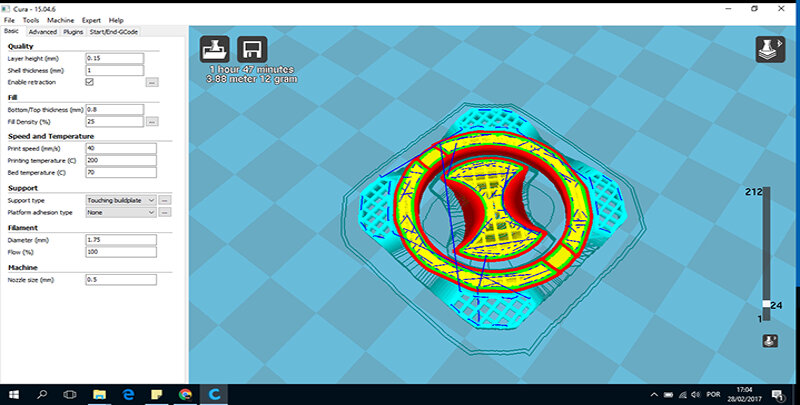 Cura - 15.04.6
File Tools Machine Expert Help
Basic Advanced Plugins Start/End-GCode
Quality
Layer height (mm) 0.15
Shell thickness (mm) 1
Enable retraction ...
Fill
Bottom/Top thickness (mm) 0.8
Fill Density (%) 25 ...
Speed and Temperature
Print speed (mm/s) 40
Printing temperature (C) 200
Bed temperature (C) 70
Support
Support type Touching buildplate ...
Platform adhesion type None ...
Filament
Diameter (mm) 1.75
Flow (%) 100
Machine
Nozzle size (mm) 0.5
1 hour 47 minutes
3.88 meter 12 gram
212
24
1
POR
17:04
28/02/2017
1